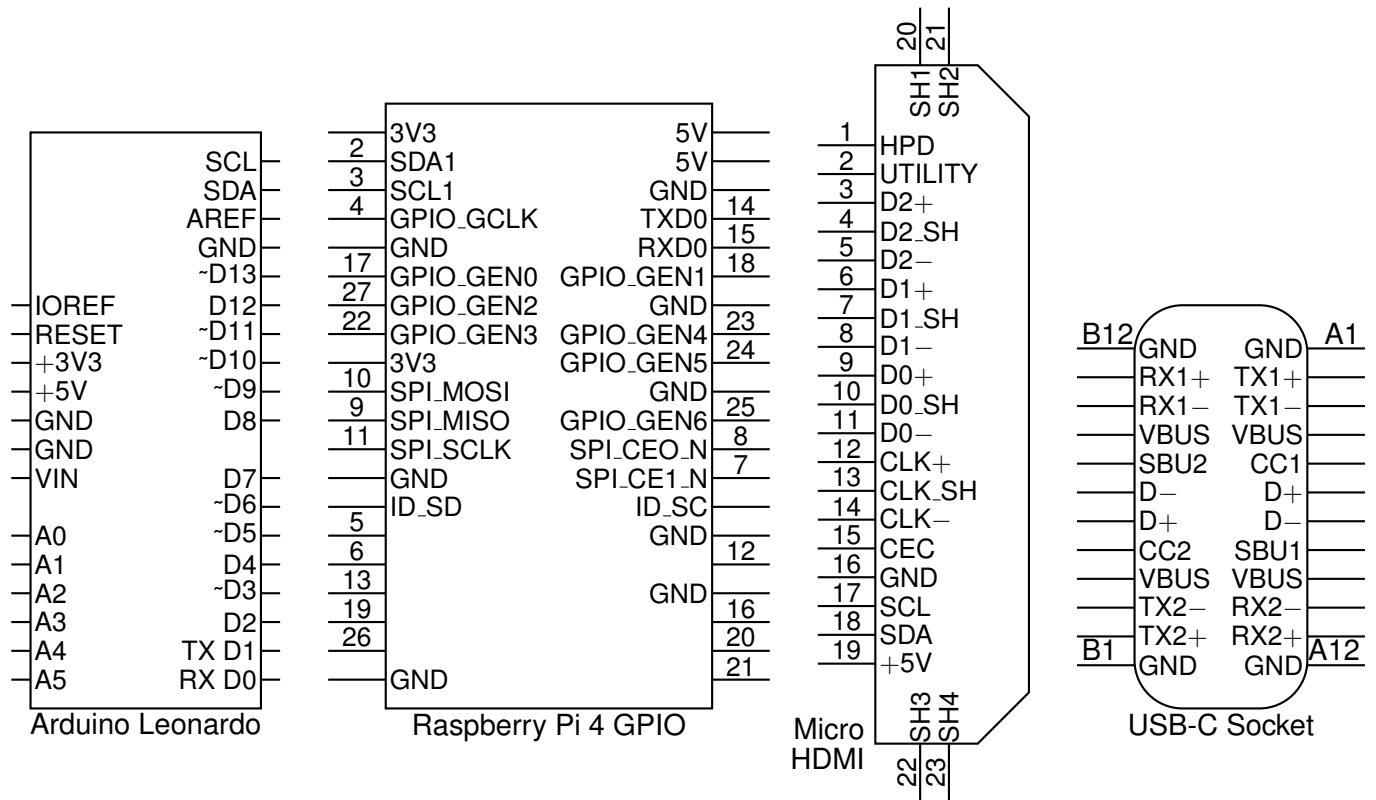 SCL
SDA
AREF
GND
~D13
IOREF D12
RESET ~D11
+3V3 ~D10
+5V ~D9
GND D8
GND
VIN D7
~D6
A0 ~D5
A1 D4
A2 ~D3
A3 D2
A4 TX D1
A5 RX D0
Arduino Leonardo
3V3 5V
2 SDA1 5V
3 SCL1 GND
4 GPIO_GCLK TXD0 14
GND RXD0 15
17 GPIO_GEN0 GPIO_GEN1 18
27 GPIO_GEN2 GND
22 GPIO_GEN3 GPIO_GEN4 23
3V3 GPIO_GEN5 24
10 SPI_MOSI GND
9 SPI_MISO GPIO_GEN6 25
11 SPI_SCLK SPI_CEO_N 8
GND SPI_CE1_N 7
ID_SD ID_SC
5 GND
6 12
13 GND
19 16
26 20
GND 21
Raspberry Pi 4 GPIO
20 21
SH1 SH2
1 HPD
2 UTILITY
3 D2+
4 D2_SH
5 D2−
6 D1+
7 D1_SH
8 D1−
9 D0+
10 D0_SH
11 D0−
12 CLK+
13 CLK_SH
14 CLK−
15 CEC
16 GND
17 SCL
18 SDA
19 +5V
SH3 SH4
22 23
Micro
HDMI
B12 GND GND A1
RX1+ TX1+
RX1− TX1−
VBUS VBUS
SBU2 CC1
D− D+
D+ D−
CC2 SBU1
VBUS VBUS
TX2− RX2−
TX2+ RX2+
B1 GND GND A12
USB-C Socket